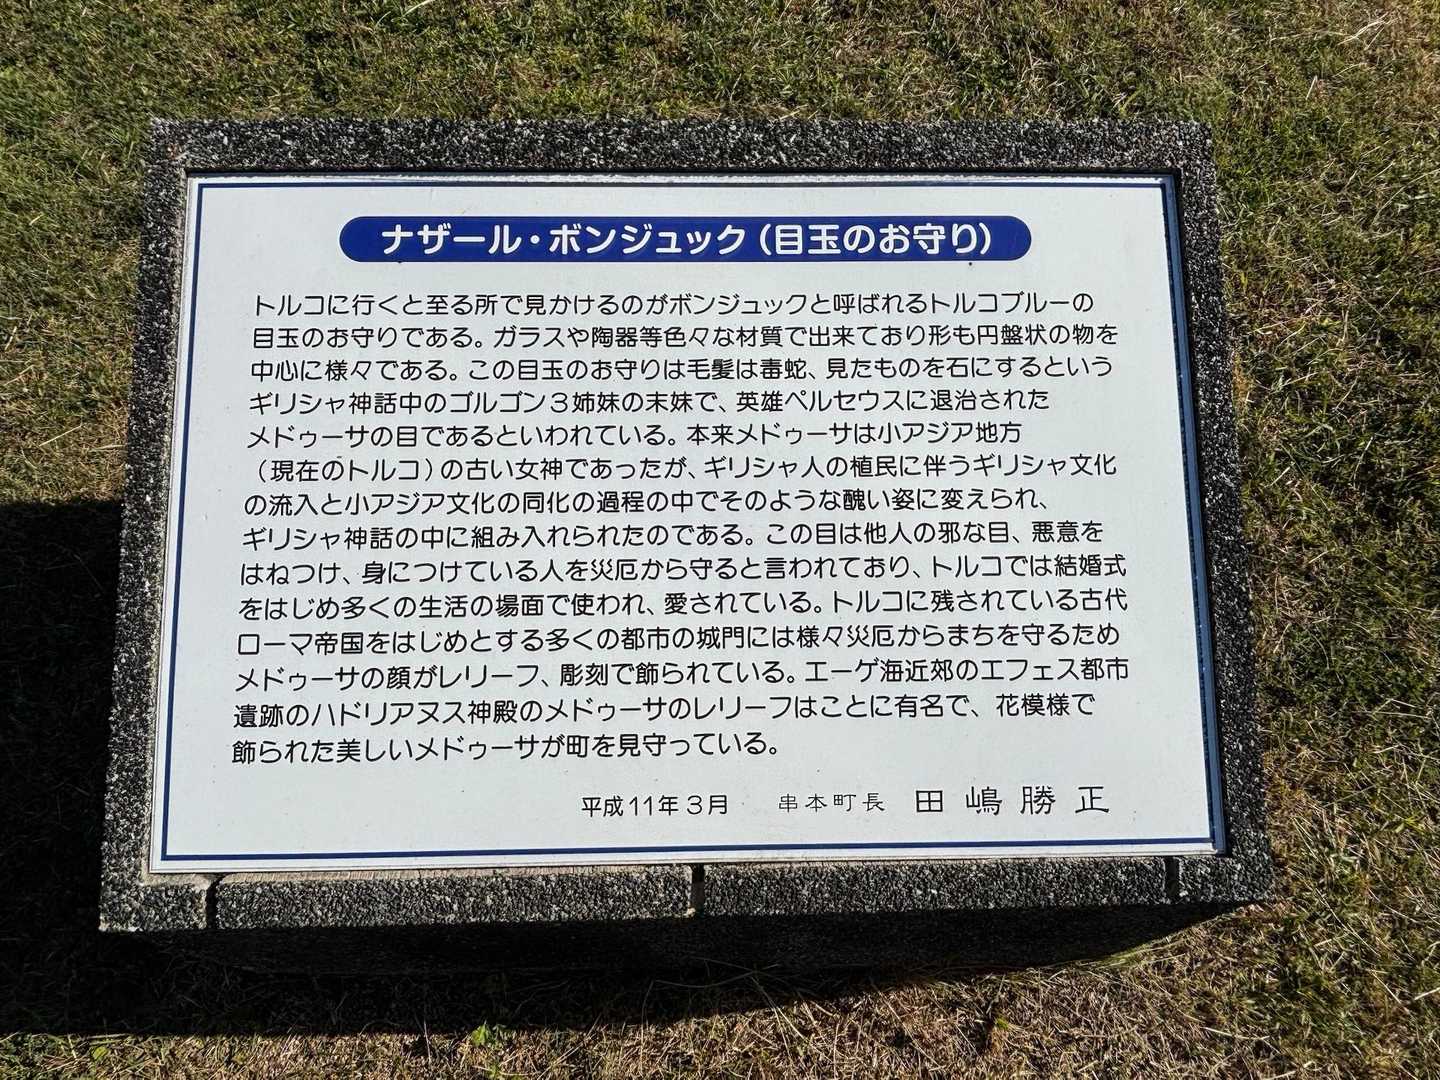 ナザール・ボンジュック(目玉のお守り)
トルコに行くと至る所で見かけるのがボンジュックと呼ばれるトルコブルーの
目玉のお守りである。ガラスや陶器等色々な材質で出来ており形も円盤状の物を
中心に様々である。この目玉のお守りは毛髪は毒蛇、見たものを石にするという
ギリシャ神話中のゴルゴン3姉妹の末妹で、英雄ペルセウスに退治された
メドゥーサの目であるといわれている。本来メドゥーサは小アジア地方
(現在のトルコ)の古い女神であったが、ギリシャ人の植民に伴うギリシャ文化
の流入と小アジア文化の同化の過程の中でそのような醜い姿に変えられ、
ギリシャ神話の中に組み入れられたのである。この目は他人の邪な目、悪意を
はねつけ、身につけている人を災厄から守ると言われており、トルコでは結婚式
をはじめ多くの生活の場面で使われ、愛されている。トルコに残されている古代
ローマ帝国をはじめとする多くの都市の城門には様々災厄からまちを守るため
メドゥーサの顔がレリーフ、彫刻で飾られている。エーゲ海近郊のエフェス都市
遺跡のハドリアヌス神殿のメドゥーサのレリーフはことに有名で、花模様で
飾られた美しいメドゥーサが町を見守っている。
平成11年3月 串本町長 田嶋勝正